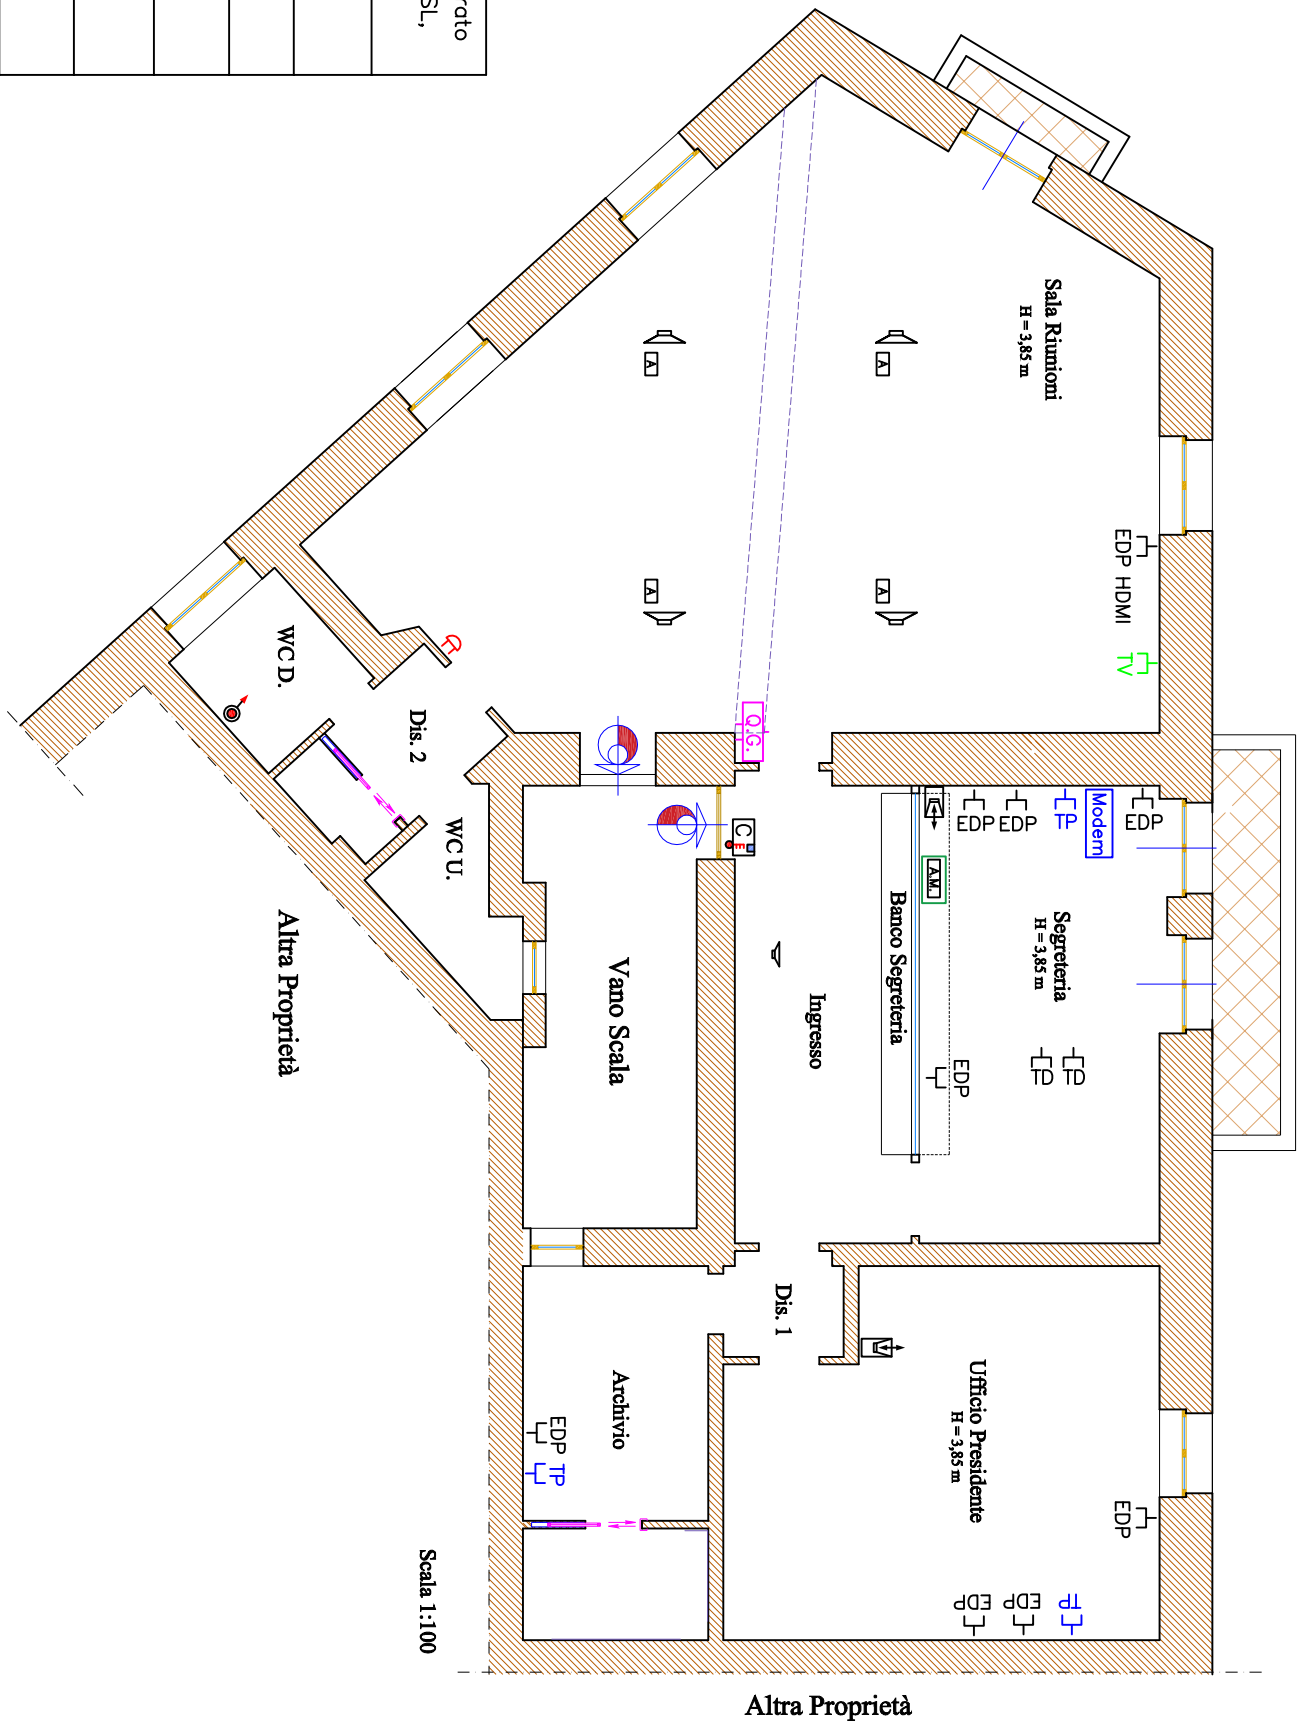 rato
SL,
Sala Riunioni
H = 3,85 m
EDP HDMI
TV
A
A
A
A
Q.G.
WC D.
Dis. 2
WC U.
C
E
EDP
EDP
TP
Modem
EDP
A.M.
Banco Segreteria
Segreteria
H = 3,85 m
TD
TD
EDP
Ingresso
Vano Scala
Altra Proprietà
Dis. 1
Ufficio Presidente
H = 3,85 m
EDP
Archivio
EDP TP
EDP
EDP
TP
Scala 1:100
Altra Proprietà